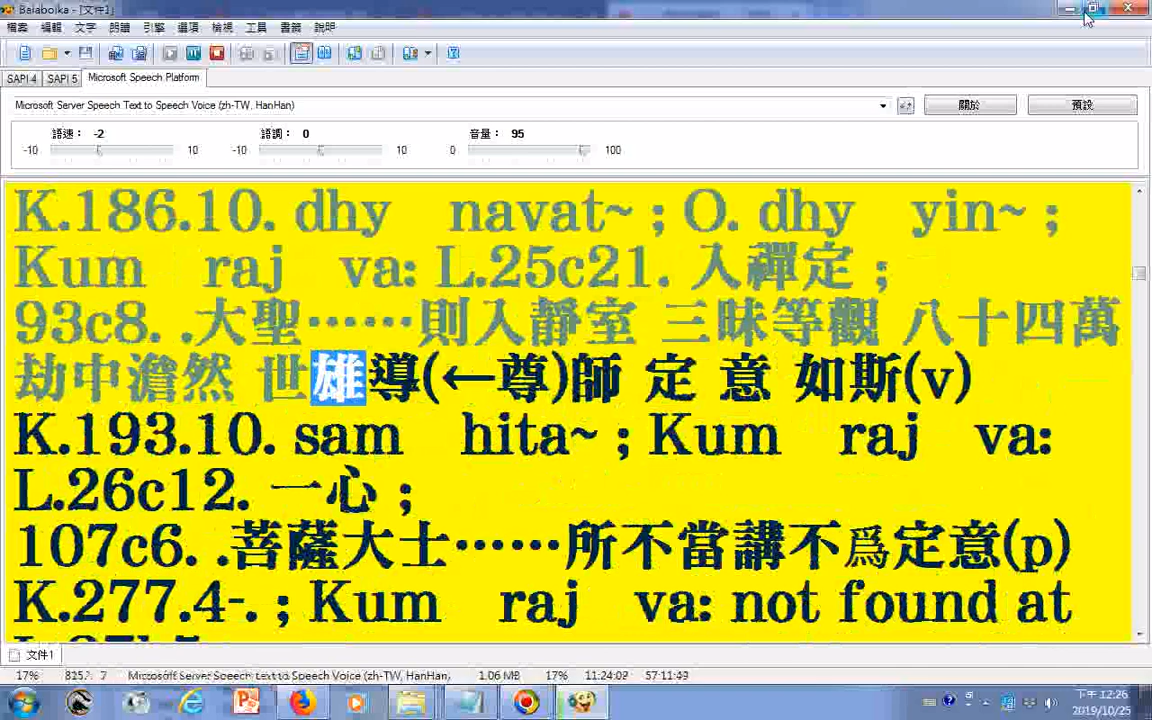 Balabolka - [文件1]
檔案 編輯 文字 朗讀 引擎 選項 檢視 工具 書籤 說明
SAPI 4 SAPI 5 Microsoft Speech Platform
Microsoft Server Speech Text to Speech Voice (zh-TW, HanHan)
關於 預設
語速： -2 語調： 0 音量： 95
-10 10 -10 10 0 100
K.186.10. dhy navat~ ; O. dhy yin~ ;
Kum raj va: L.25c21. 入禪定 ;
93c8. .大聖……則入靜室 三昧等觀 八十四萬
劫中澹然 世雄導(←尊)師 定 意 如斯(v)
K.193.10. sam hita~ ; Kum raj va:
L.26c12. 一心 ;
107c6. .菩薩大士……所不當講不爲定意(p)
K.277.4-. ; Kum raj va: not found at
文件1
17% Microsoft Server Speech Text to Speech Voice (zh-TW, HanHan, 1.06 MB 17% 11:24:02 57:11:49
下午 12:26
2019/10/25